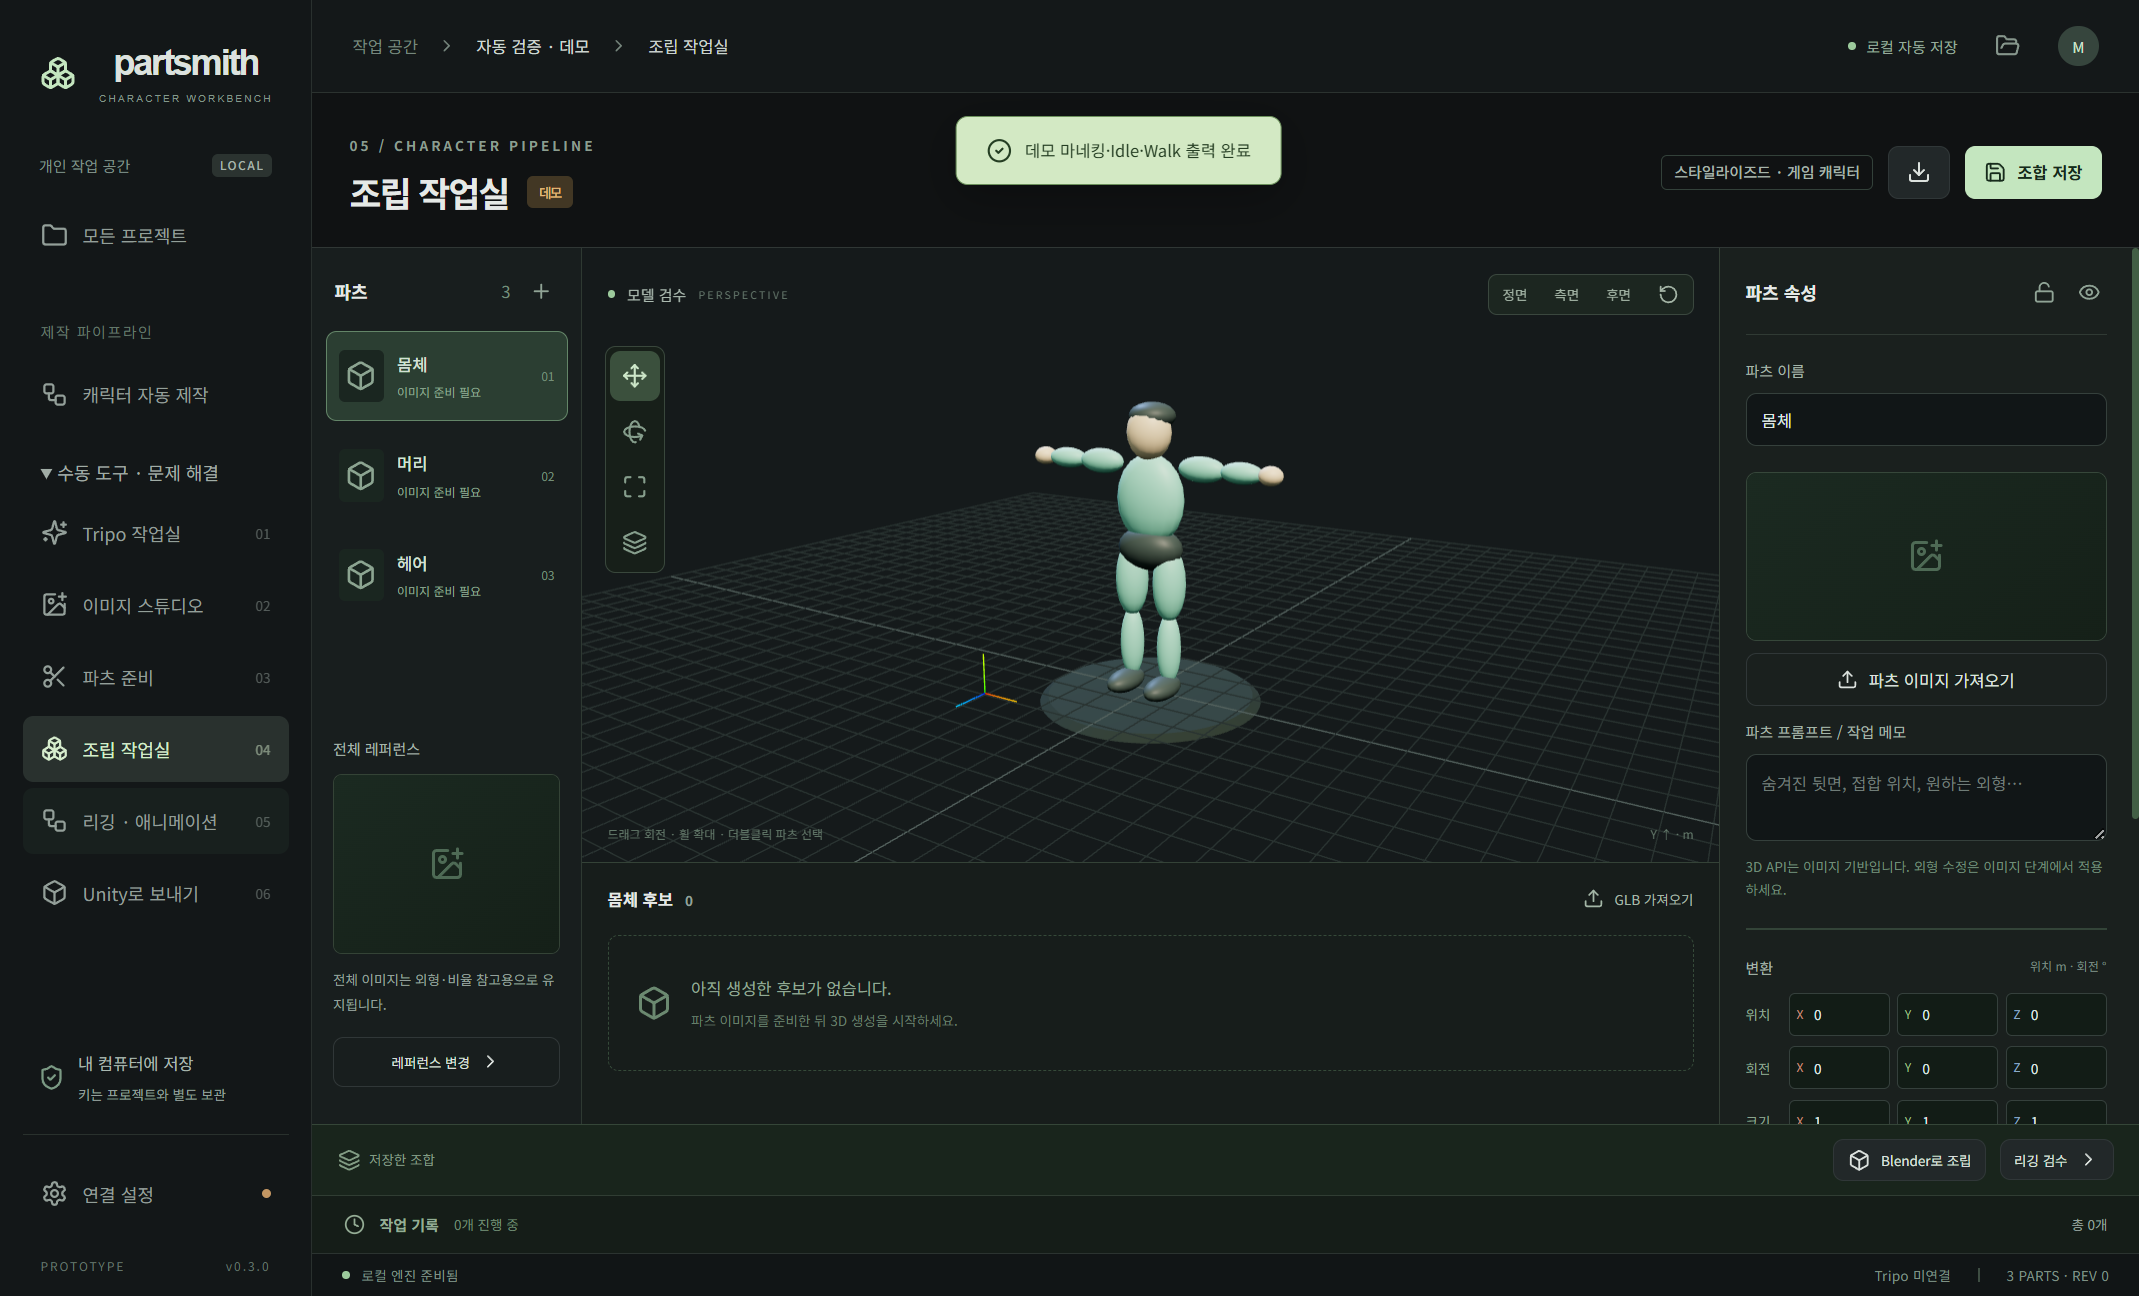 partsmith
CHARACTER WORKBENCH
개인 작업 공간
LOCAL
모든 프로젝트
제작 파이프라인
캐릭터 자동 제작
▼수동 도구 · 문제 해결
Tripo 작업실 01
이미지 스튜디오 02
파츠 준비 03
조립 작업실 04
리깅 · 애니메이션 05
Unity로 보내기 06
내 컴퓨터에 저장
키는 프로젝트와 별도 보관
연결 설정
PROTOTYPE v0.3.0
작업 공간 > 자동 검증 · 데모 > 조립 작업실
로컬 자동 저장
M
05 / CHARACTER PIPELINE
조립 작업실 데모
데모 마네킹·Idle·Walk 출력 완료
스타일라이즈드 · 게임 캐릭터
조합 저장
파츠 3
몸체
이미지 준비 필요
01
머리
이미지 준비 필요
02
헤어
이미지 준비 필요
03
전체 레퍼런스
전체 이미지는 외형·비율 참고용으로 유
지됩니다.
레퍼런스 변경
모델 검수 PERSPECTIVE
정면 측면 후면
드래그 회전 · 휠 확대 · 더블클릭 파츠 선택
Y ↑ · m
몸체 후보 0
GLB 가져오기
아직 생성한 후보가 없습니다.
파츠 이미지를 준비한 뒤 3D 생성을 시작하세요.
파츠 속성
파츠 이름
몸체
파츠 이미지 가져오기
파츠 프롬프트 / 작업 메모
숨겨진 뒷면, 접합 위치, 원하는 외형…
3D API는 이미지 기반입니다. 외형 수정은 이미지 단계에서 적용
하세요.
변환
위치 m · 회전 °
위치 X 0 Y 0 Z 0
회전 X 0 Y 0 Z 0
크기 X 1 Y 1 Z 1
저장한 조합
Blender로 조립
리깅 검수
작업 기록 0개 진행 중
총 0개
로컬 엔진 준비됨
Tripo 미연결 | 3 PARTS · REV 0